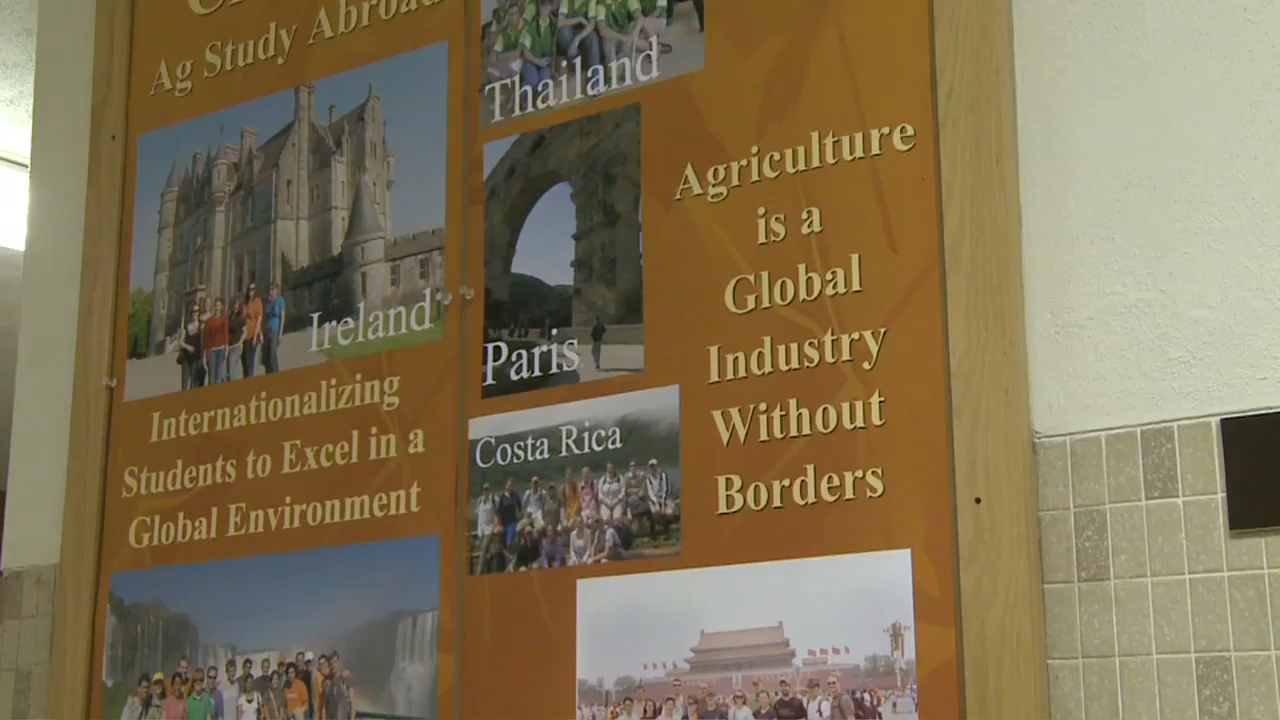 Ag Study Abroad
Ireland
Internationalizing
Students to Excel in a
Global Environment
Thailand
Paris
Costa Rica
Agriculture
is a
Global
Industry
Without
Borders